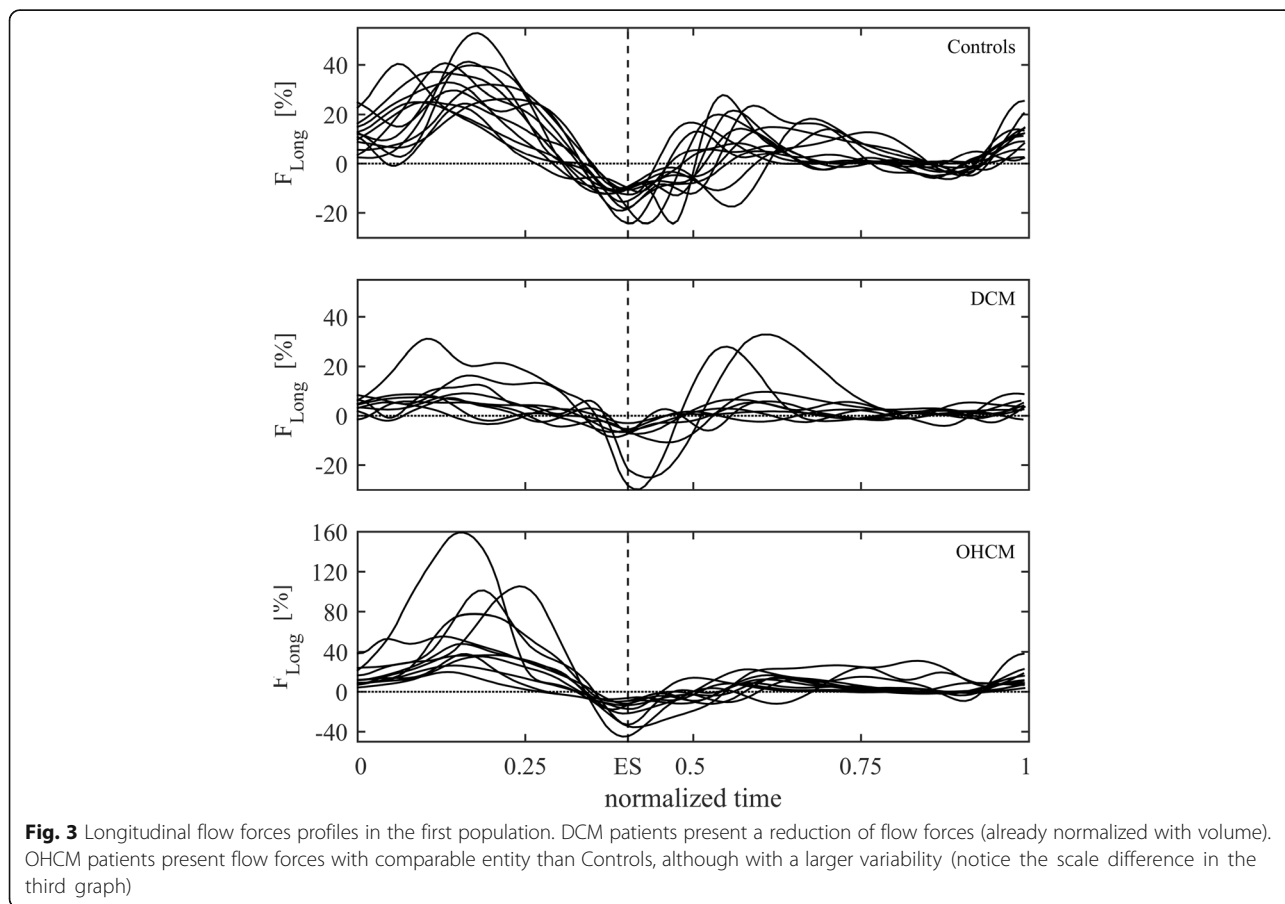 Controls
40
20
0
-20
F_Long [%]
DCM
40
20
0
-20
F_Long [%]
OHCM
160
120
80
40
0
-40
F_Long [%]
0 0.25 ES 0.5 0.75 1
normalized time
Fig. 3 Longitudinal flow forces profiles in the first population. DCM patients present a reduction of flow forces (already normalized with volume).
OHCM patients present flow forces with comparable entity than Controls, although with a larger variability (notice the scale difference in the
third graph)